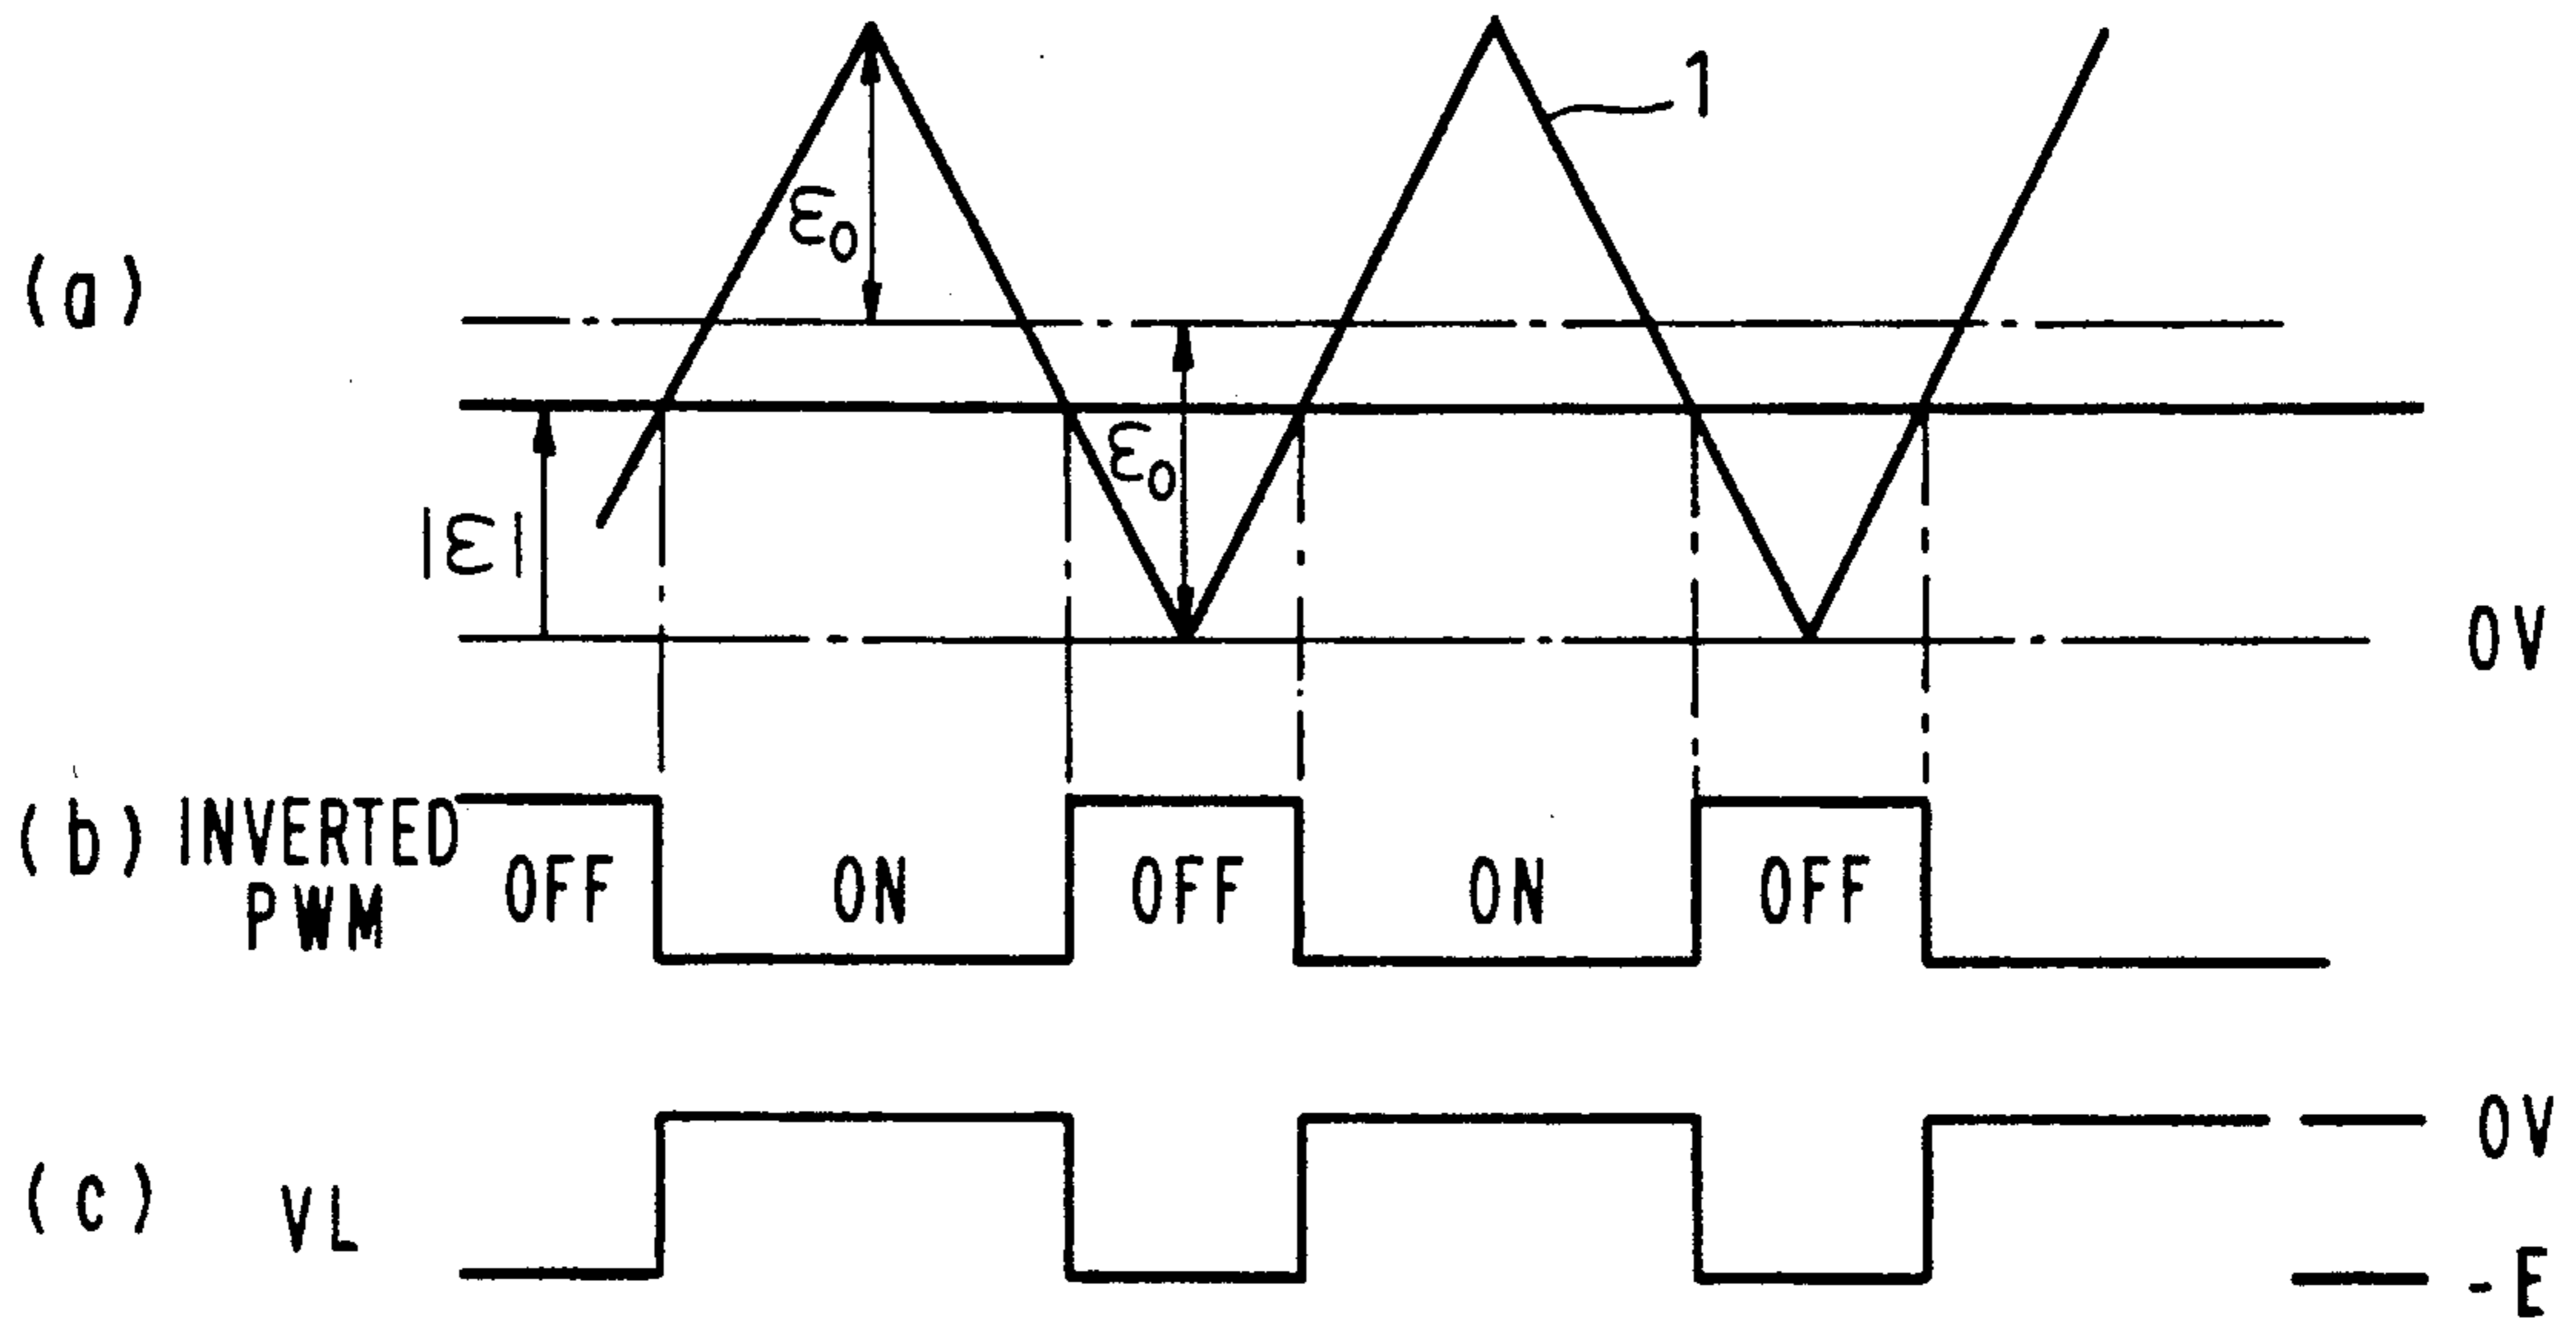 1
ε0
(a)
ε0
|ε|
0V
(b) INVERTED
PWM
OFF ON OFF ON OFF
0V
(c) VL
-E